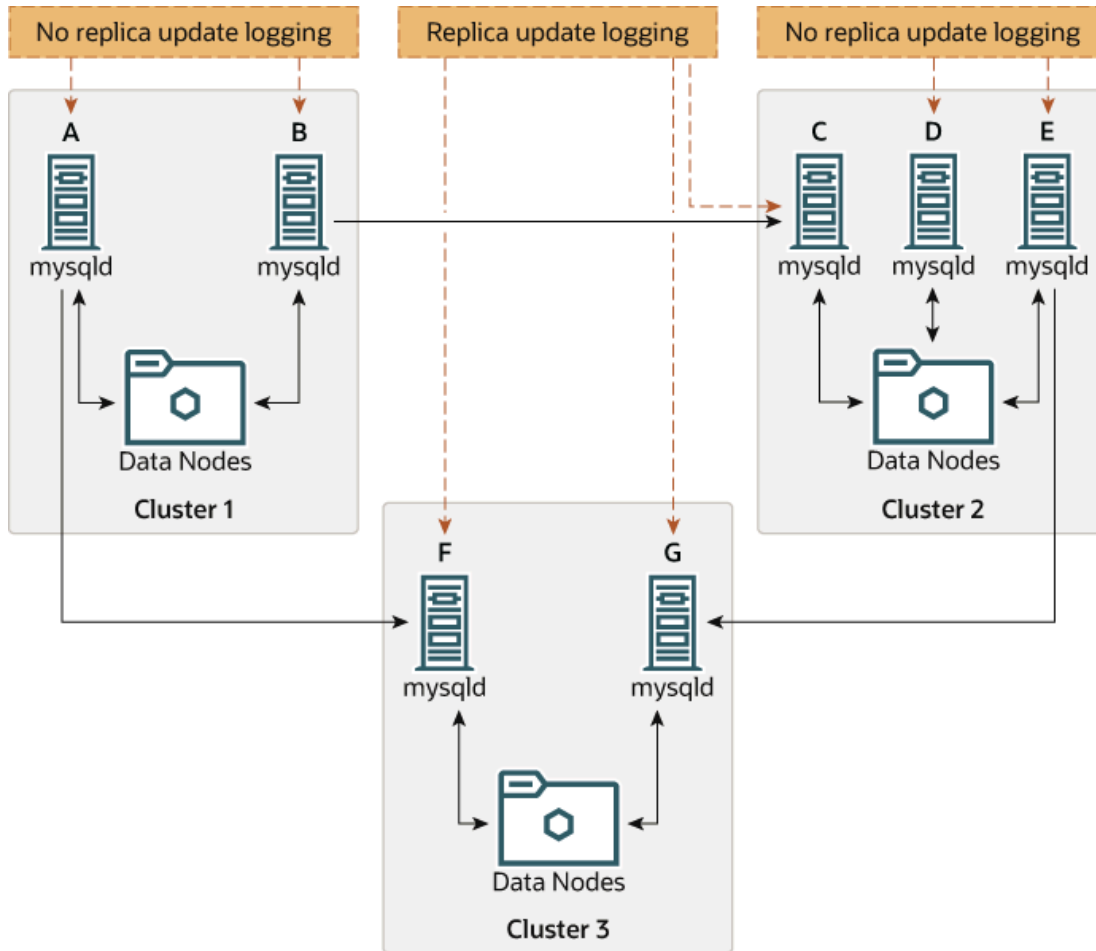 No replica update logging
Replica update logging
No replica update logging
A
B
C
D
E
mysqld
mysqld
mysqld
mysqld
mysqld
Data Nodes
Data Nodes
Cluster 1
Cluster 2
F
G
mysqld
mysqld
Data Nodes
Cluster 3